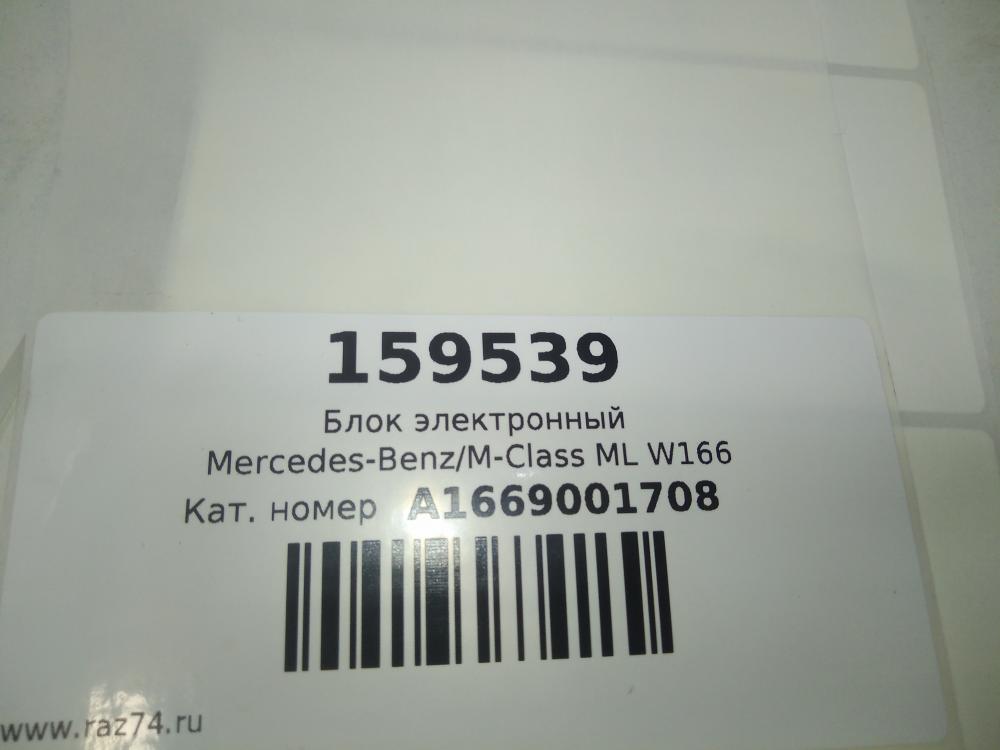 159539
Блок электронный
Mercedes-Benz/M-Class ML W166
Кат. номер A1669001708
www.raz74.ru